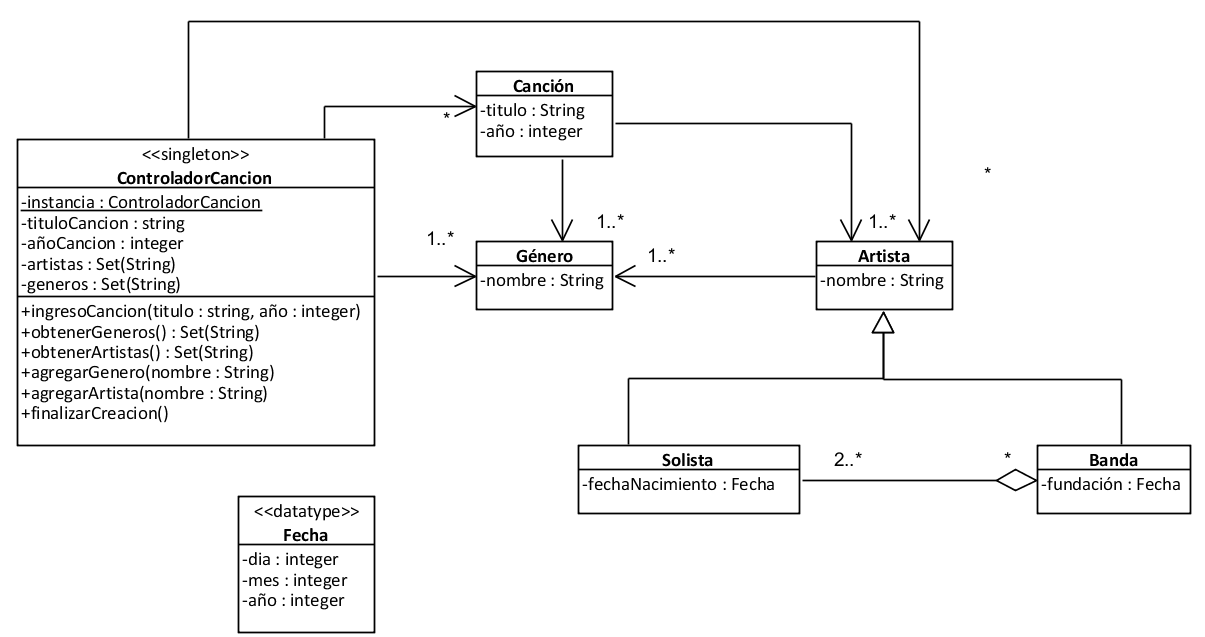 Canción
-titulo : String
-año : integer
*
<<singleton>>
ControladorCancion
-instancia : ControladorCancion
-tituloCancion : string
-añoCancion : integer
-artistas : Set(String)
-generos : Set(String)
+ingresoCancion(titulo : string, año : integer)
+obtenerGeneros() : Set(String)
+obtenerArtistas() : Set(String)
+agregarGenero(nombre : String)
+agregarArtista(nombre : String)
+finalizarCreacion()
*
1..*
1..*
1..*
1..*
Género
-nombre : String
Artista
-nombre : String
Solista
-fechaNacimiento : Fecha
2..*
*
Banda
-fundación : Fecha
<<datatype>>
Fecha
-dia : integer
-mes : integer
-año : integer